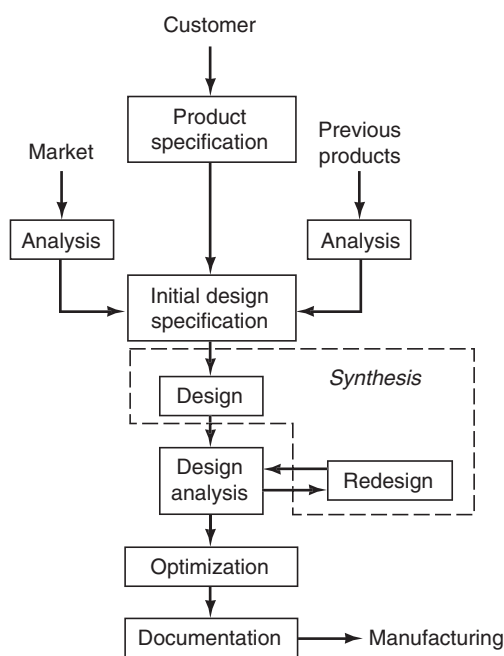 Customer
Product
specification
Market
Previous
products
Analysis
Analysis
Initial design
specification
Synthesis
Design
Design
analysis
Redesign
Optimization
Documentation
Manufacturing